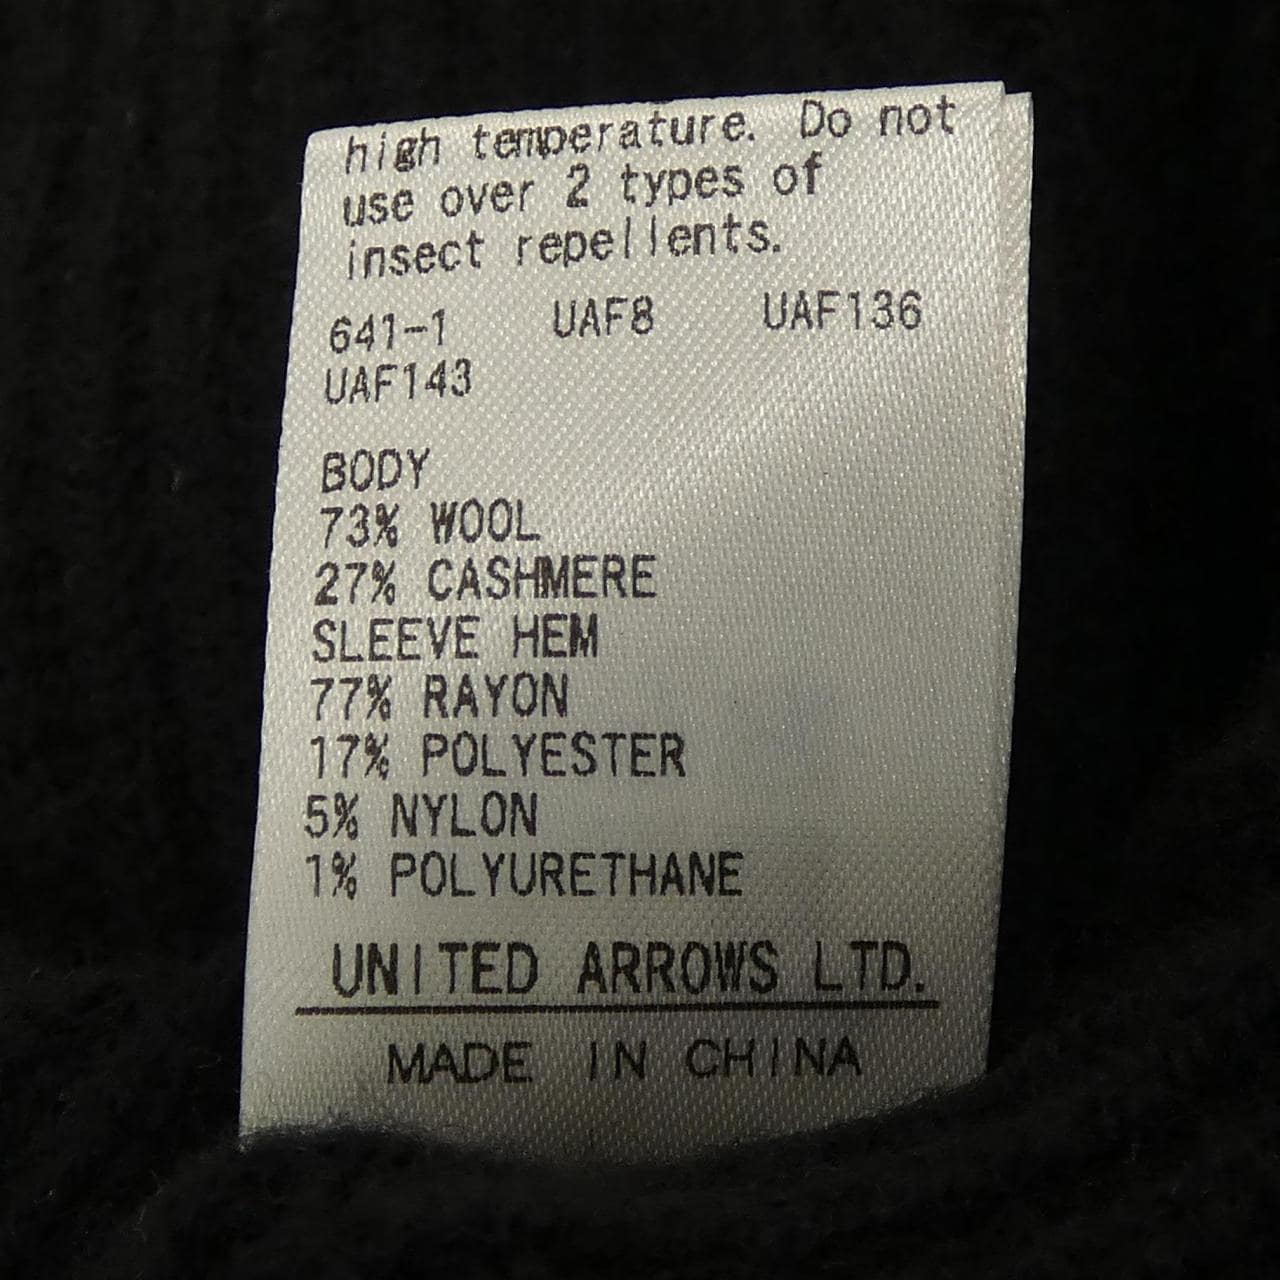 high temperature. Do not
use over 2 types of
insect repellents.
641-1 UAF8 UAF136
UAF143
BODY
73% WOOL
27% CASHMERE
SLEEVE HEM
77% RAYON
17% POLYESTER
5% NYLON
1% POLYURETHANE
UNITED ARROWS LTD.
MADE IN CHINA